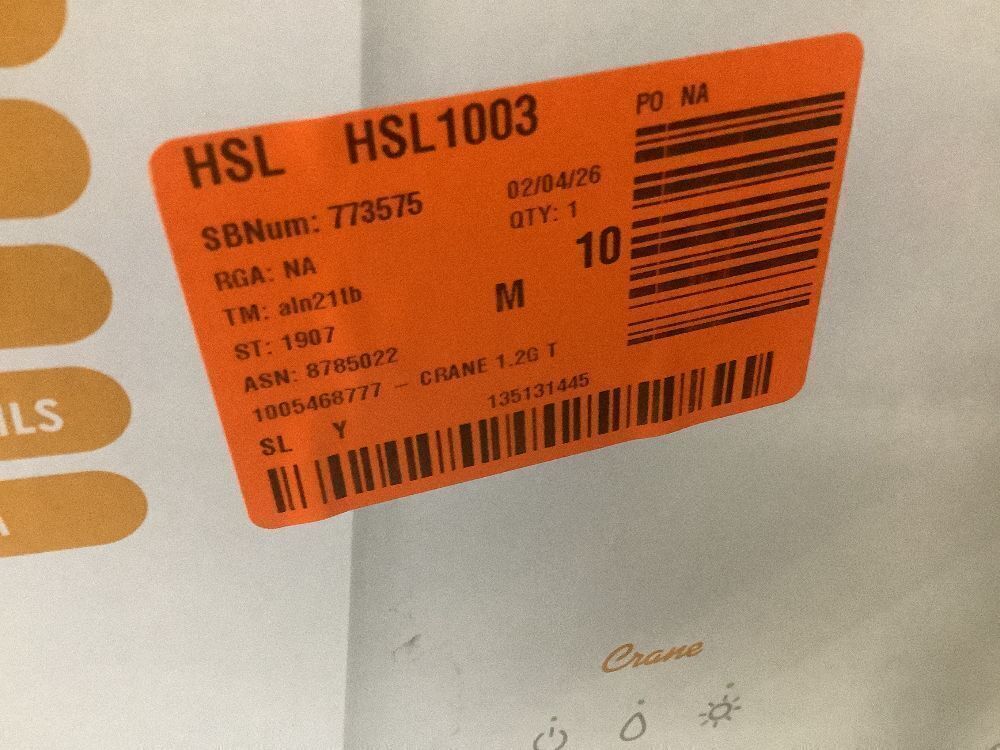 HSL HSL1003
PO NA
SBNum: 773575
02/04/26
RGA: NA
QTY: 1
10
TM: aln21lb
M
ST: 1907
ASN: 8785022
1005468777 – CRANE 1.2G T
SL Y
135131445
ILS
Crane